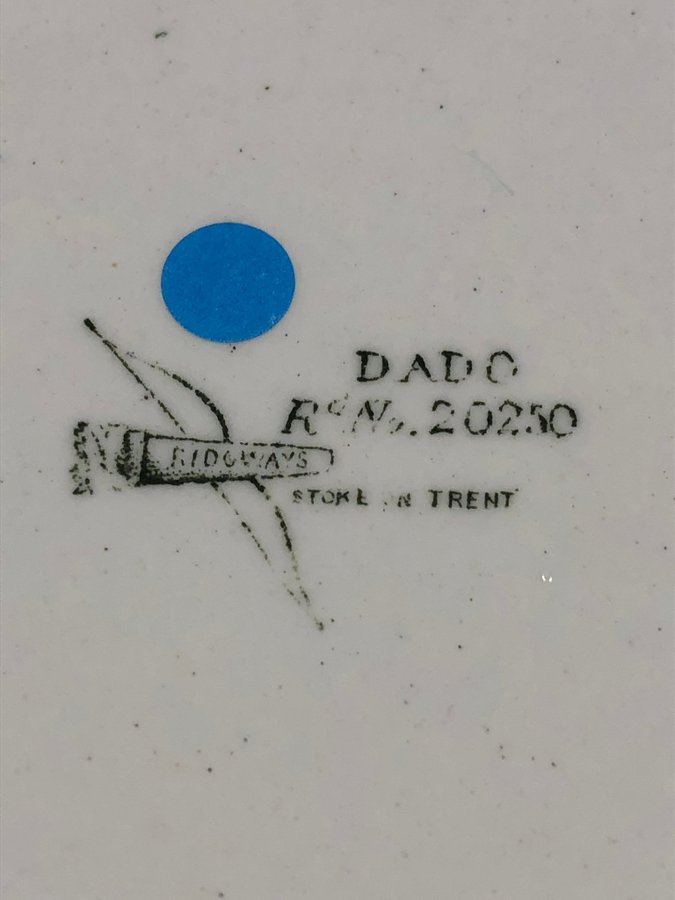 DADO
Rd No. 20250
RIDGWAYS
STOKE ON TRENT